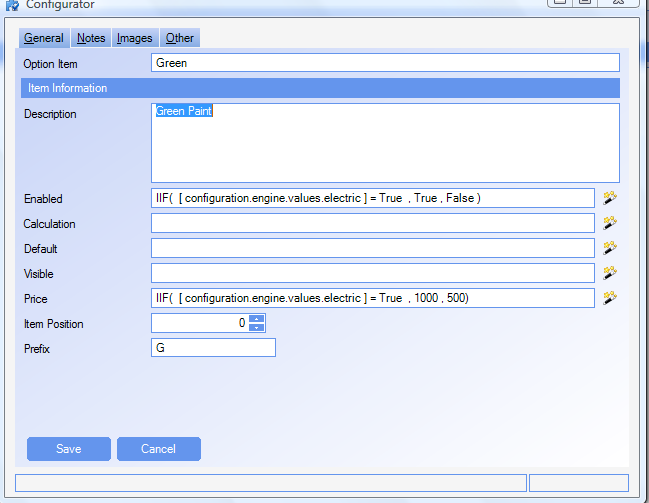 Configurator
General Notes Images Other
Option Item Green
Item Information
Description Green Paint
Enabled IIF( [ configuration.engine.values.electric ] = True , True , False )
Calculation
Default
Visible
Price IIF( [ configuration.engine.values.electric ] = True , 1000 , 500)
Item Position 0
Prefix G
Save Cancel